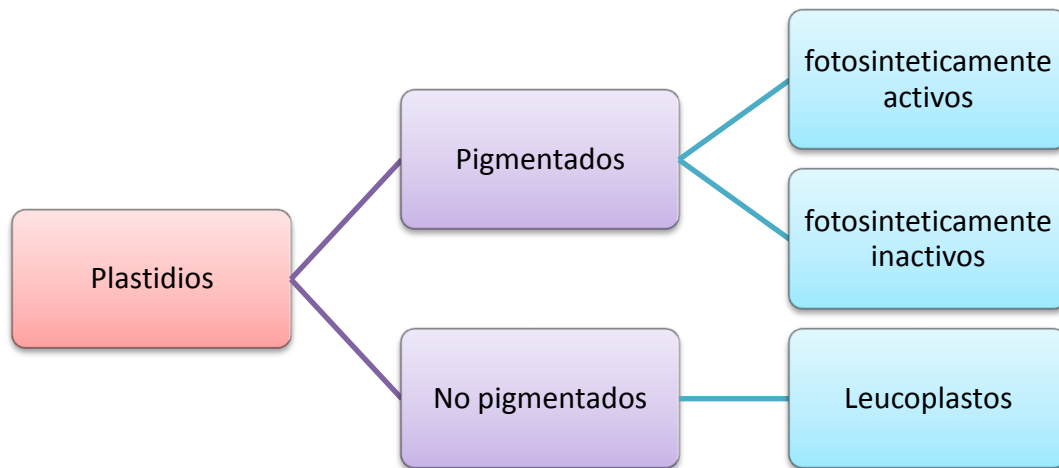 Plastidios
Pigmentados
fotosinteticamente
activos
fotosinteticamente
inactivos
No pigmentados
Leucoplastos